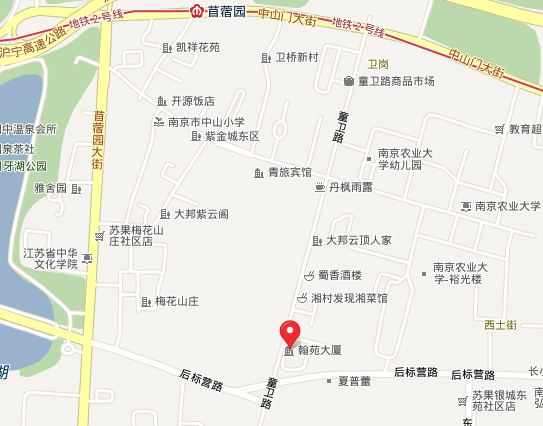 苜蓿园
中山门大街
地铁2号线
地铁2号线
沪宁高速公路
凯祥花苑
卫桥新村
卫岗
中山门大街
童卫路商品市场
开源饭店
苜蓿园大街
南京市中山小学
童卫路
中温泉会所
紫金城东区
教育超
泉茶社
南京农业大
学幼儿园
月牙湖公园
青旅宾馆
雅舍园
丹枫雨露
南京农业大学
大邦紫云阁
苏果梅花山
庄社区店
大邦云顶人家
江苏省中华
文化学院
蜀香酒楼
南京农业大
学-裕光楼
梅花山庄
湘村发现湘菜馆
西土街
翰苑大厦
湖
后标营路
后标营路
后标营路
长小
夏普蕾
童卫路
苏果银城东
苑社区店
南
弘
东